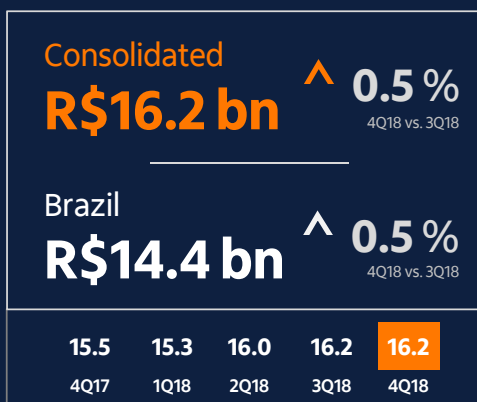 Consolidated
R$16.2 bn
0.5 %
4Q18 vs. 3Q18
Brazil
R$14.4 bn
0.5 %
4Q18 vs. 3Q18
15.5 15.3 16.0 16.2 16.2
4Q17 1Q18 2Q18 3Q18 4Q18